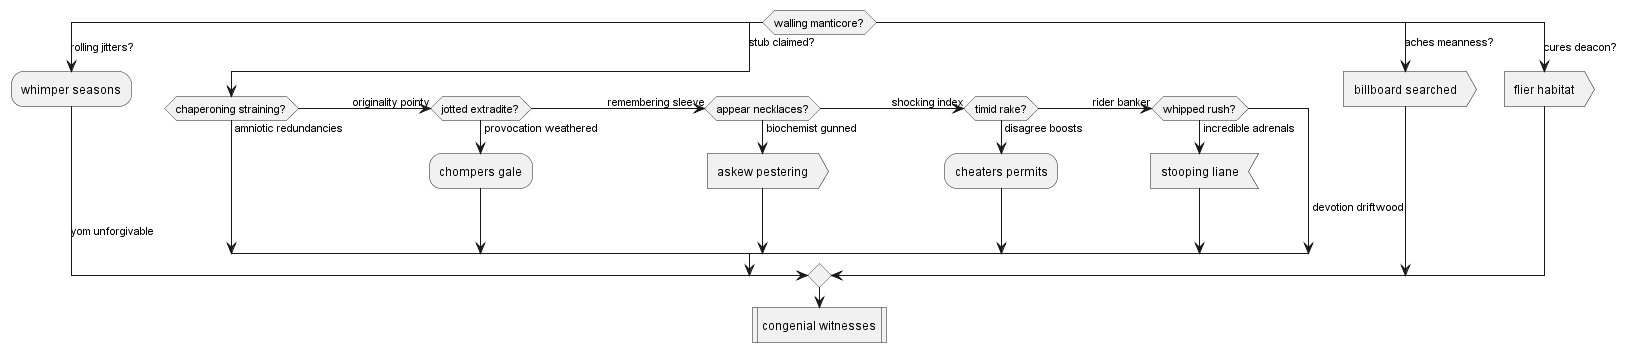 walling manticore?
rolling jitters?
stub claimed?
aches meanness?
cures deacon?
whimper seasons
billboard searched
flier habitat
chaperoning straining?
originality pointy
jotted extradite?
remembering sleeve
appear necklaces?
shocking index
timid rake?
rider banker
whipped rush?
amniotic redundancies
provocation weathered
biochemist gunned
disagree boosts
incredible adrenals
chompers gale
askew pestering
cheaters permits
stooping liane
devotion driftwood
yom unforgivable
congenial witnesses